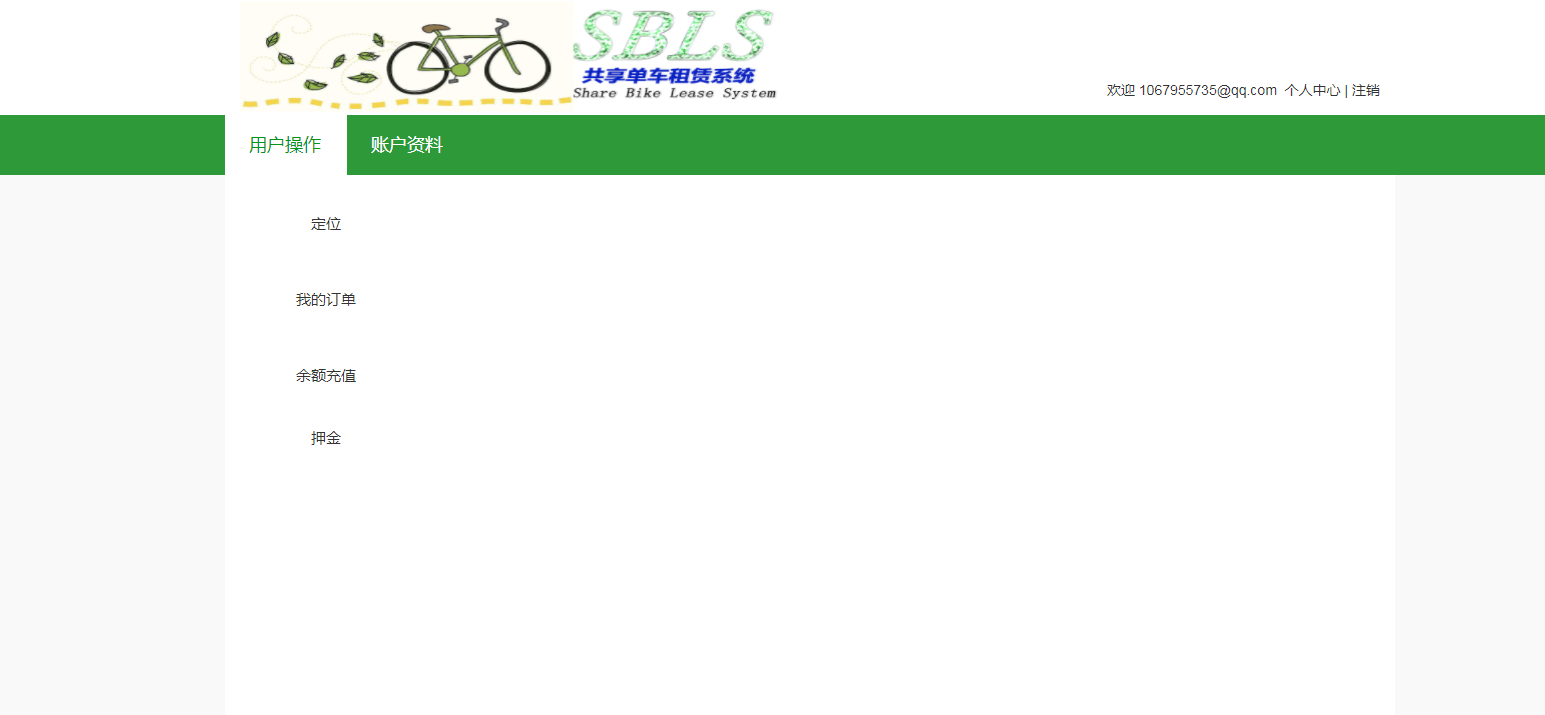 SBLS
共享单车租赁系统
Share Bike Lease System
欢迎 1067955735@qq.com 个人中心 | 注销
用户操作 账户资料
定位
我的订单
余额充值
押金